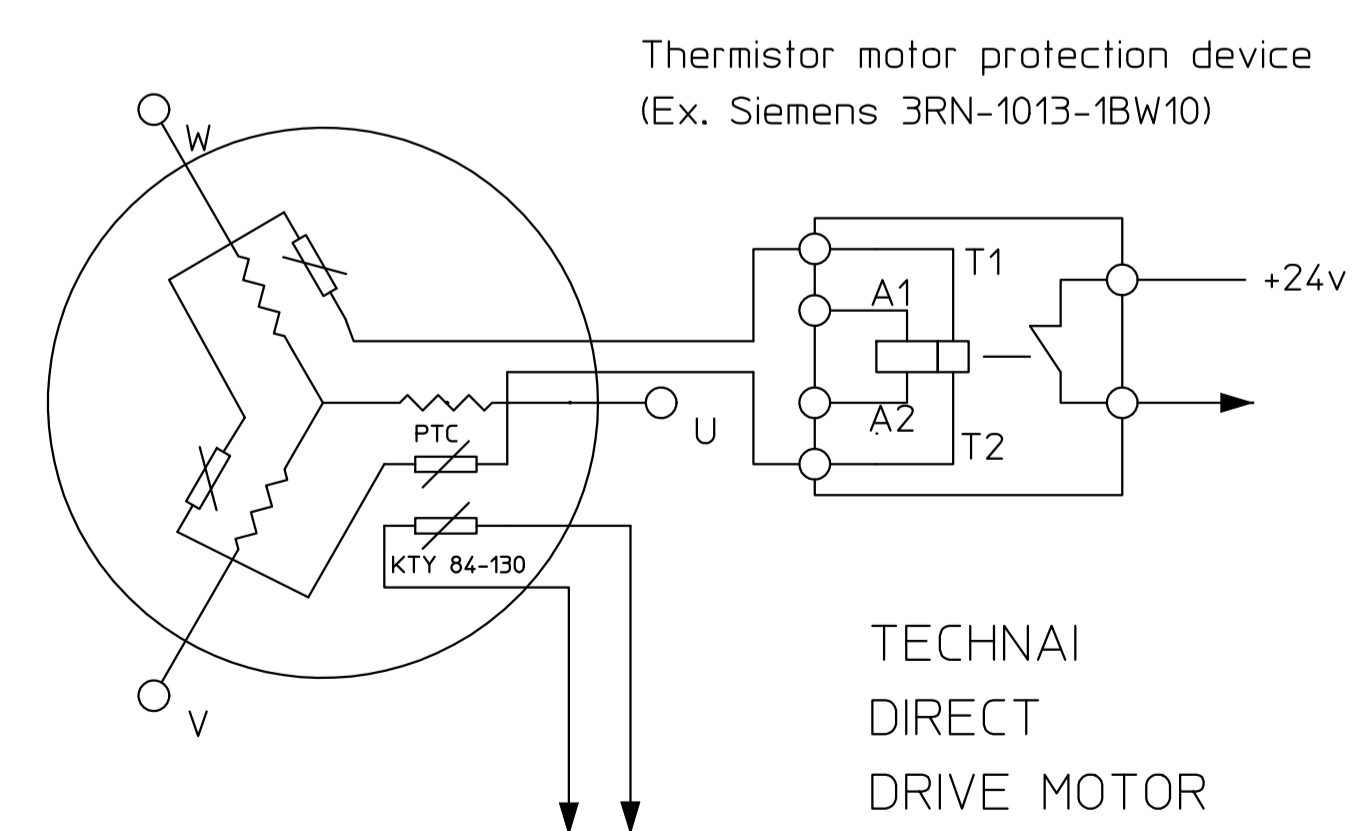 Thermistor motor protection device
(Ex. Siemens 3RN-1013-1BW10)
W
T1
+24v
A1
A2
U
PTC
T2
KTY 84-130
TECHNAI
DIRECT
DRIVE MOTOR
V